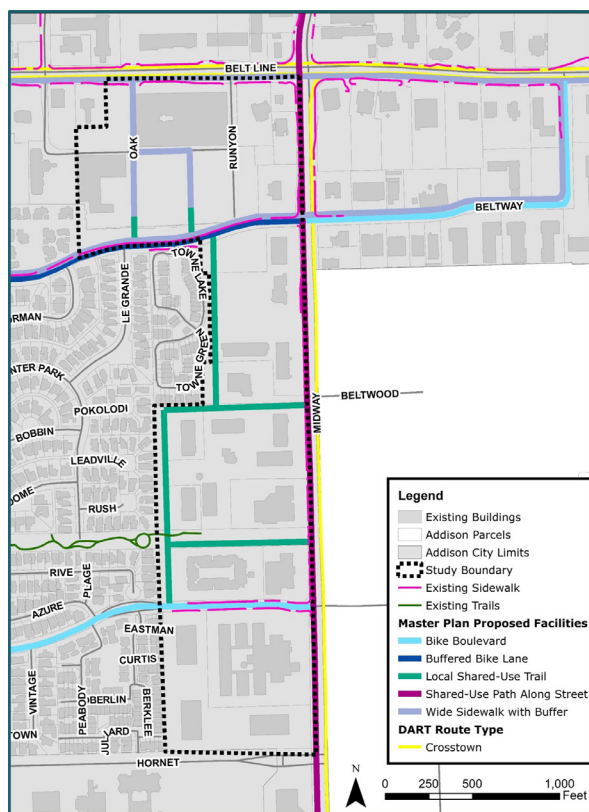 BELT LINE
OAK
RUNYON
BELTWAY
TOWNE LAKE
LE GRANDE
ORMAN
TOWNE GREEN
NTER PARK
POKOLODI
BELTWOOD
MIDWAY
BOBBIN
LEADVILLE
DOME
RUSH
RIVE
PLAGE
AZURE
EASTMAN
CURTIS
VINTAGE
PEABODY
OBERLIN
BERKLEE
TOWN
JUL
LARD
HORNET
Legend
Existing Buildings
Addison Parcels
Addison City Limits
Study Boundary
Existing Sidewalk
Existing Trails
Master Plan Proposed Facilities
Bike Boulevard
Buffered Bike Lane
Local Shared-Use Trail
Shared-Use Path Along Street
Wide Sidewalk with Buffer
DART Route Type
Crosstown
N
0 250 500 1,000
Feet